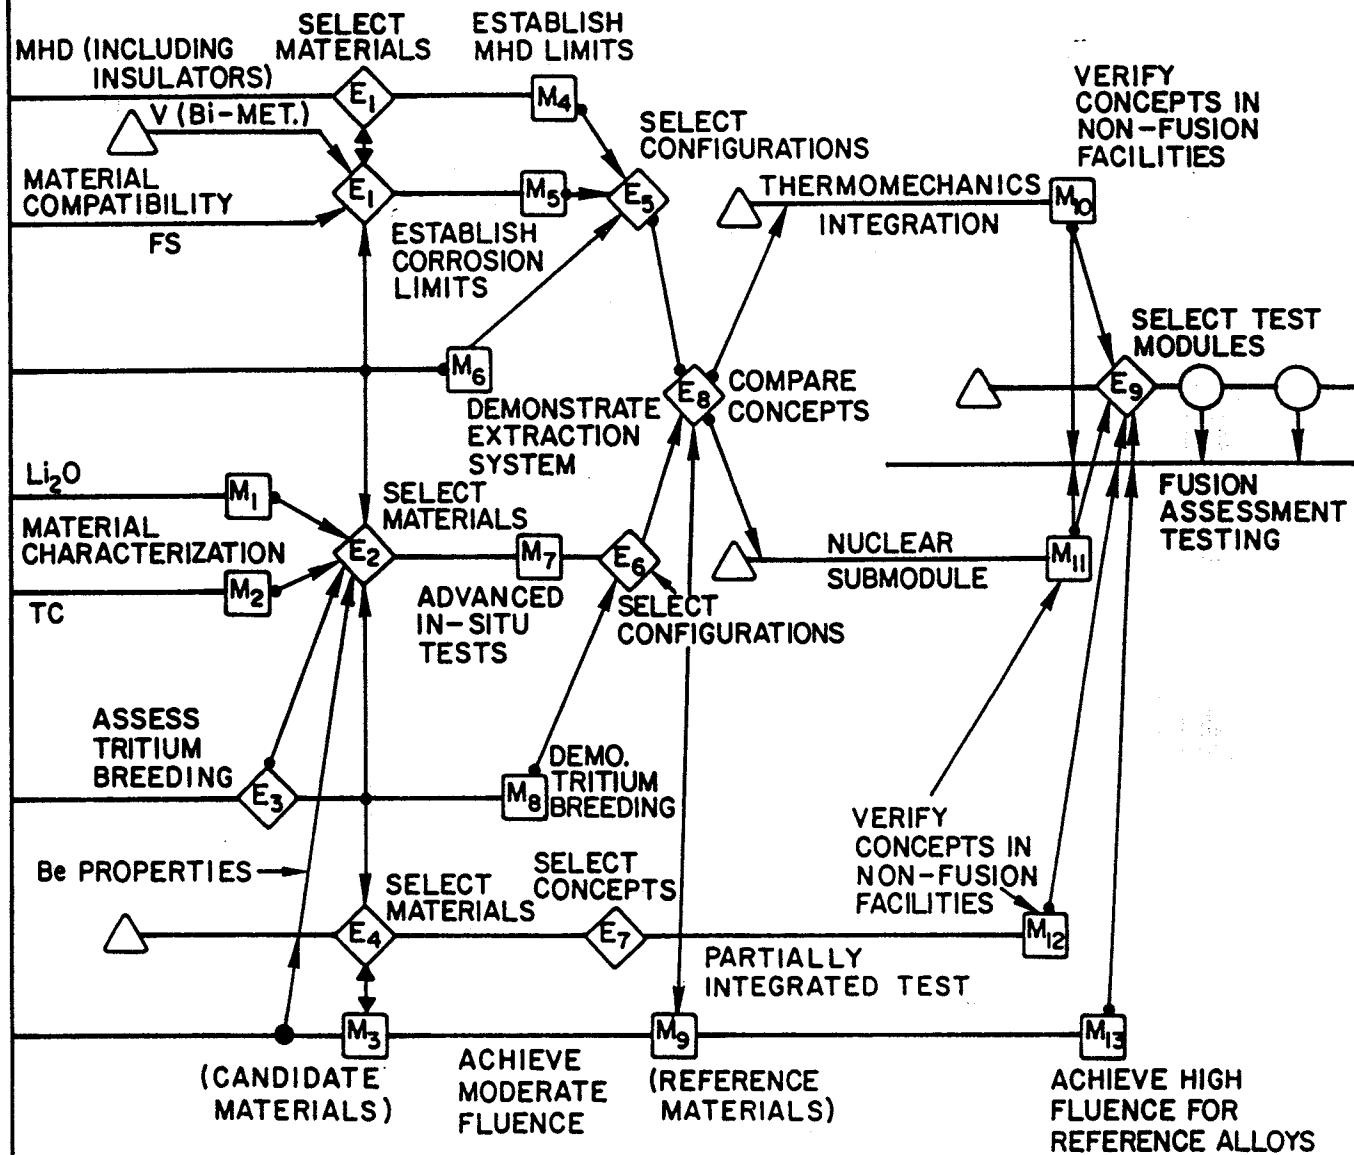 SELECT
MATERIALS
ESTABLISH
MHD LIMITS
MHD (INCLUDING
INSULATORS)
E1
M4
VERIFY
CONCEPTS IN
NON-FUSION
FACILITIES
V (Bi-MET.)
SELECT
CONFIGURATIONS
MATERIAL
COMPATIBILITY
FS
E1
M5
E5
ESTABLISH
CORROSION
LIMITS
THERMOMECHANICS
INTEGRATION
M10
M6
DEMONSTRATE
EXTRACTION
SYSTEM
E8
COMPARE
CONCEPTS
SELECT TEST
MODULES
E9
FUSION
ASSESSMENT
TESTING
Li2O
M1
MATERIAL
CHARACTERIZATION
TC
M2
SELECT
MATERIALS
E2
M7
ADVANCED
IN-SITU
TESTS
E6
SELECT
CONFIGURATIONS
NUCLEAR
SUBMODULE
M11
ASSESS
TRITIUM
BREEDING
E3
M8
DEMO.
TRITIUM
BREEDING
VERIFY
CONCEPTS IN
NON-FUSION
FACILITIES
Be PROPERTIES
SELECT
MATERIALS
E4
SELECT
CONCEPTS
E7
PARTIALLY
INTEGRATED TEST
M12
M3
(CANDIDATE
MATERIALS)
ACHIEVE
MODERATE
FLUENCE
M9
(REFERENCE
MATERIALS)
M13
ACHIEVE HIGH
FLUENCE FOR
REFERENCE ALLOYS